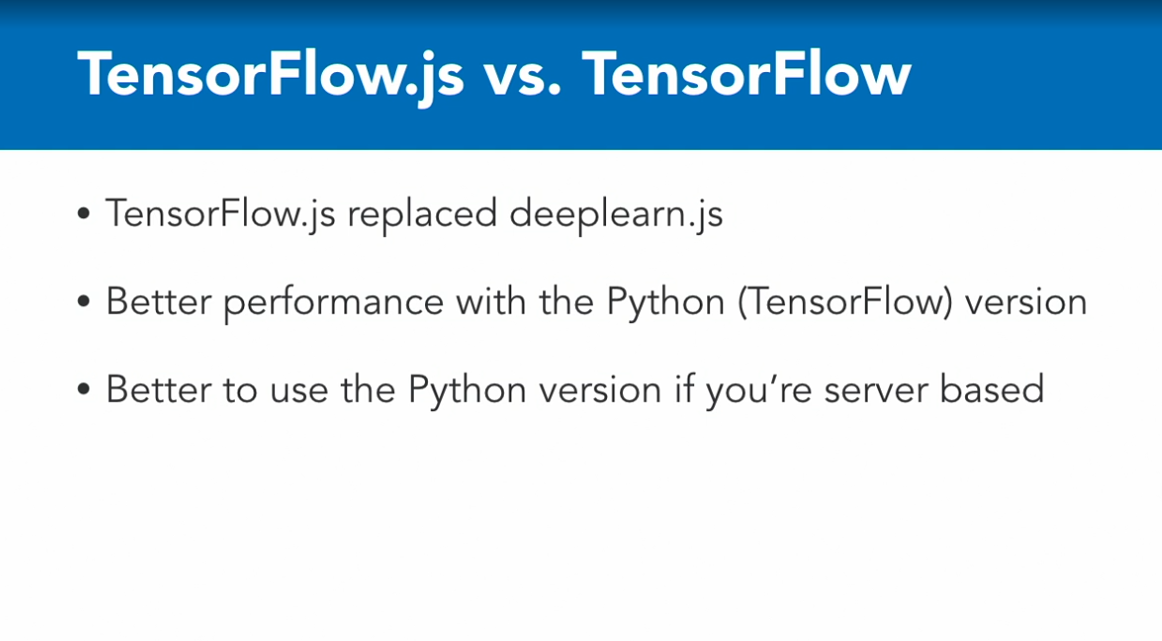 TensorFlow.js vs. TensorFlow
• TensorFlow.js replaced deeplearn.js
• Better performance with the Python (TensorFlow) version
• Better to use the Python version if you’re server based